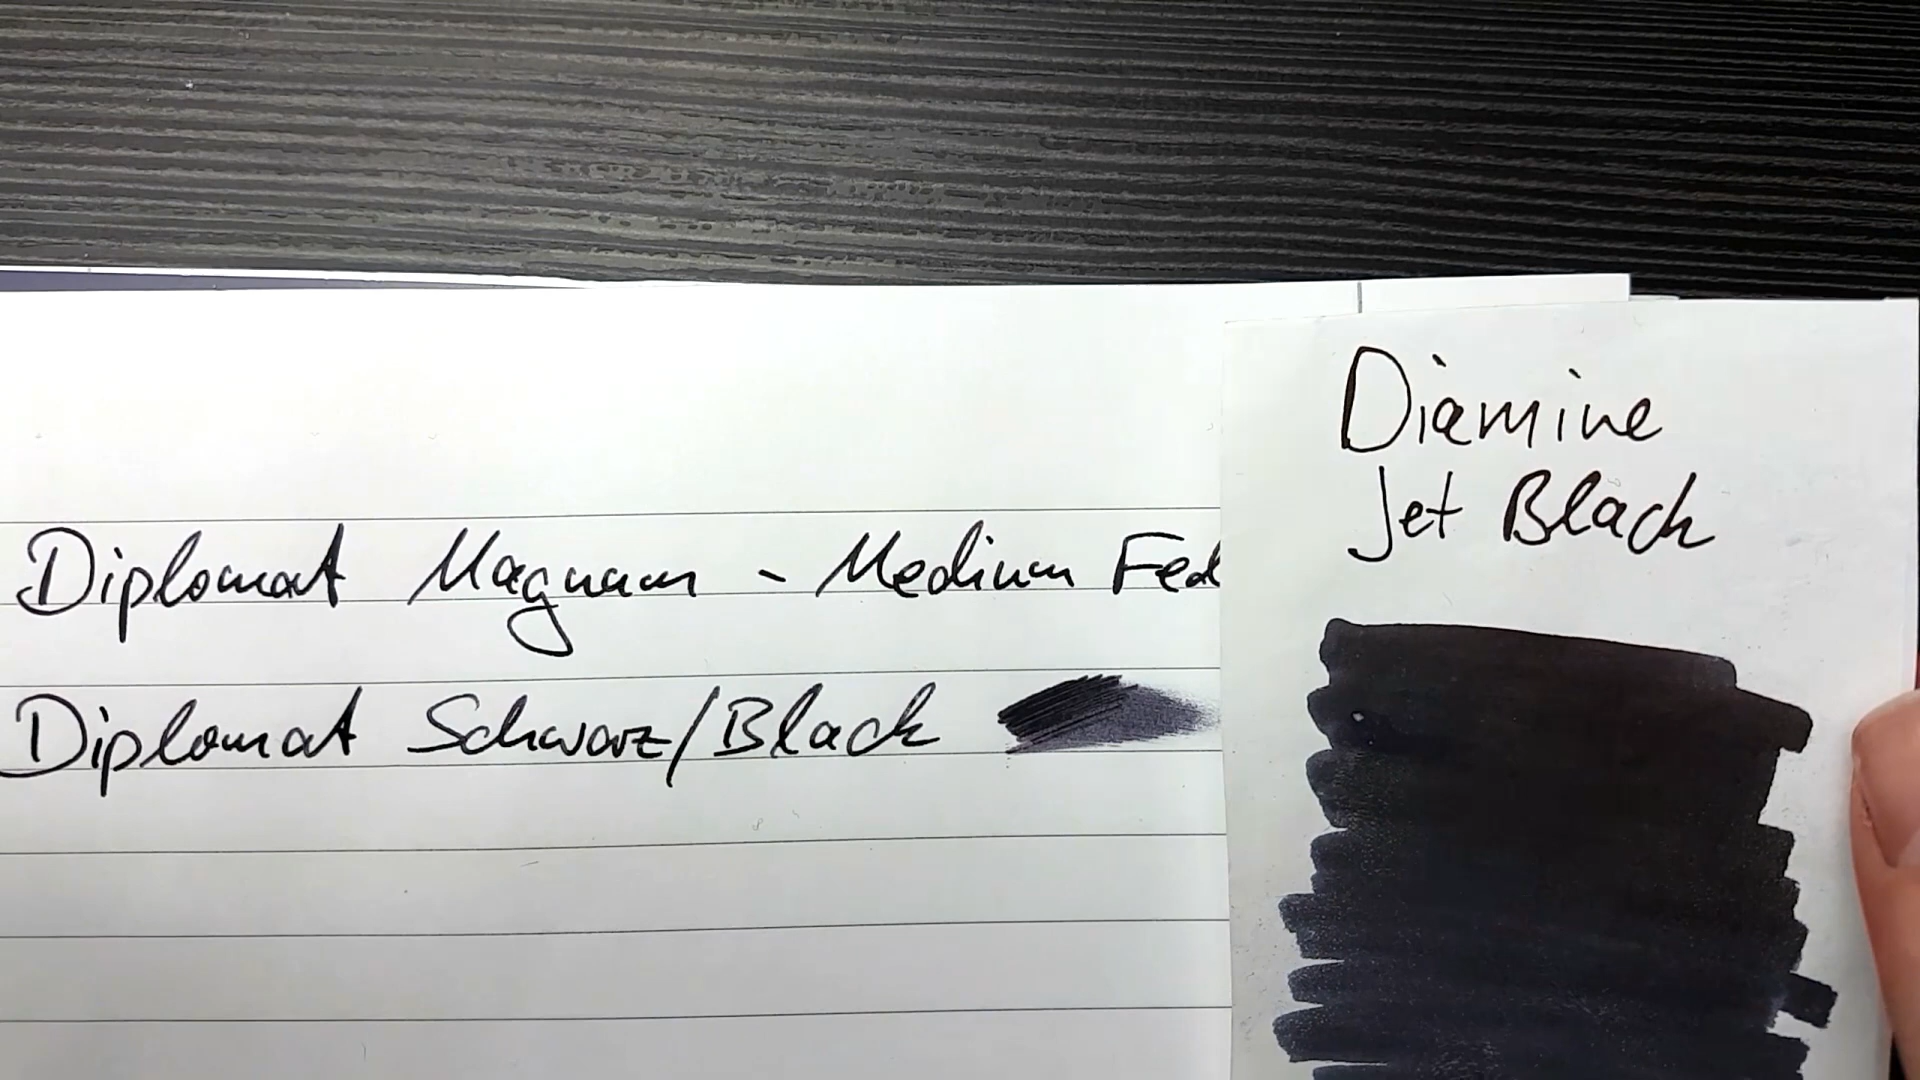 Diplomat Magnum - Medium Fed
Diplomat Schwarz/Black
Diamine
Jet Black